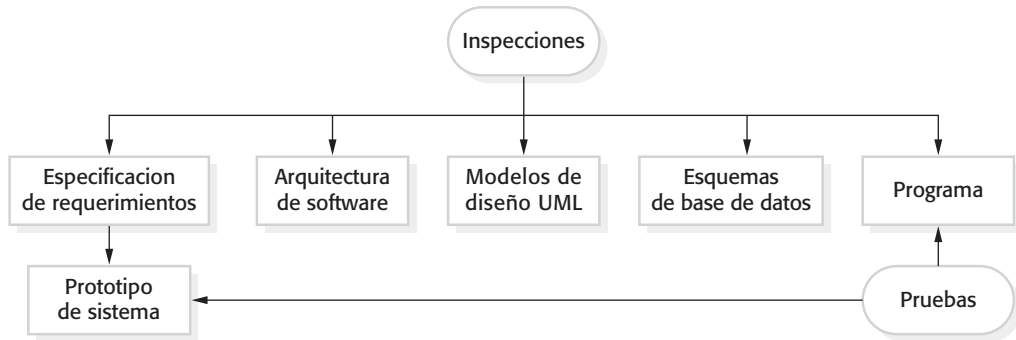 Inspecciones
Especificacion
de requerimientos
Arquitectura
de software
Modelos de
diseño UML
Esquemas
de base de datos
Programa
Prototipo
de sistema
Pruebas